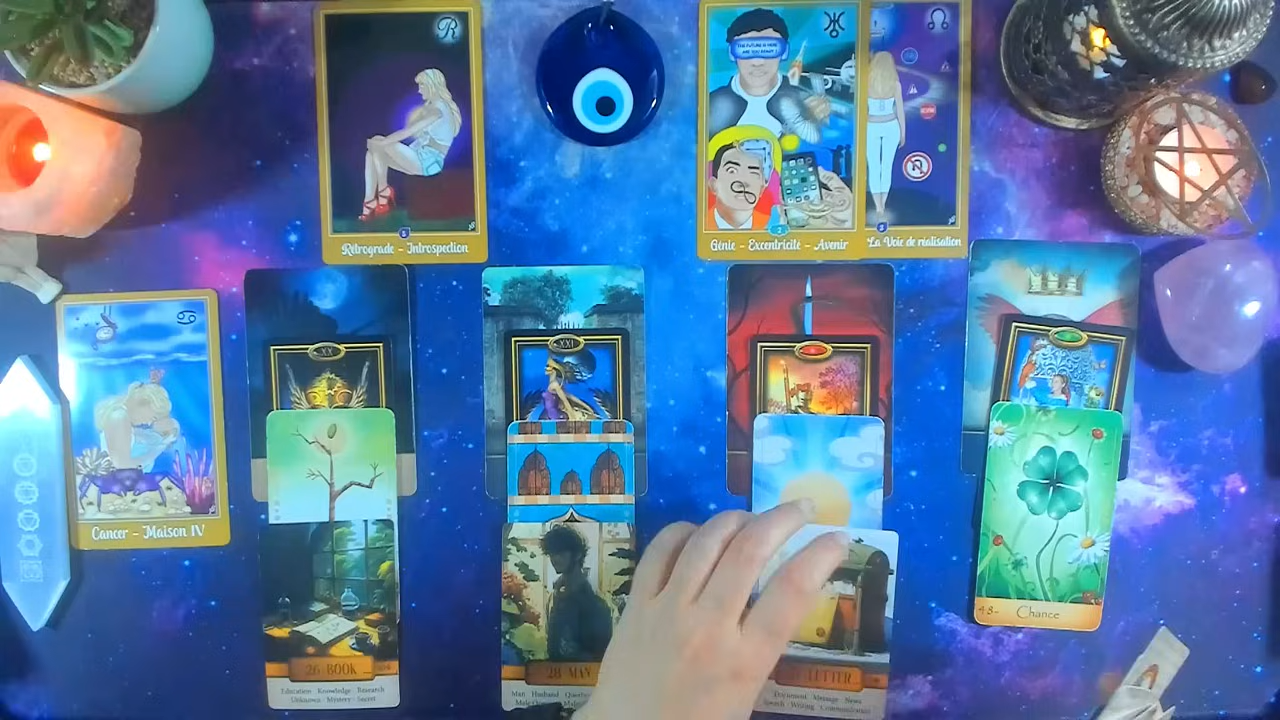 R
Rétrograde - Introspection
THE FUTURE IS HERE
ARE YOU READY ?
Génie - Excentricité - Avenir
La Voie de réalisation
Cancer - Maison IV
XX
XXI
26 BOOK
Education Knowledge Research
Unknown Mystery Secret
28 MAN
Man Husband
LETTER
Document Message News
Speech Writing Communication
48- Chance